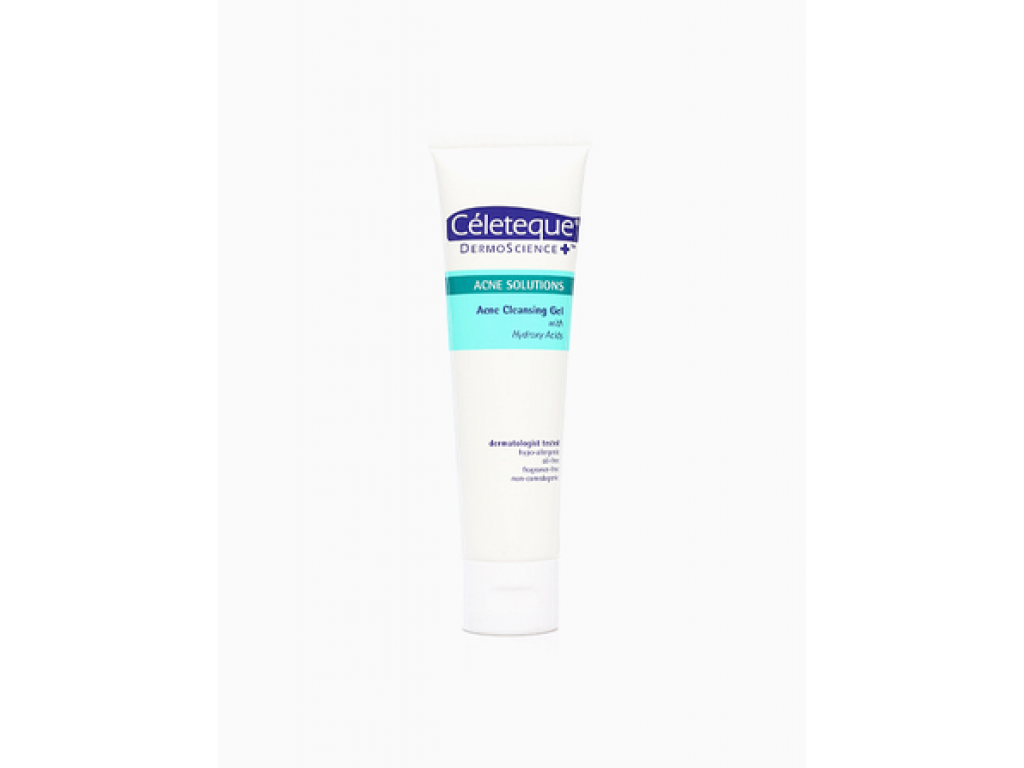 Céleteque®
DERMOSCIENCE+™
ACNE SOLUTIONS
Acne Cleansing Gel
with
Hydroxy Acids
dermatologist tested
hypo-allergenic
oil-free
fragrance-free
non-comedogenic